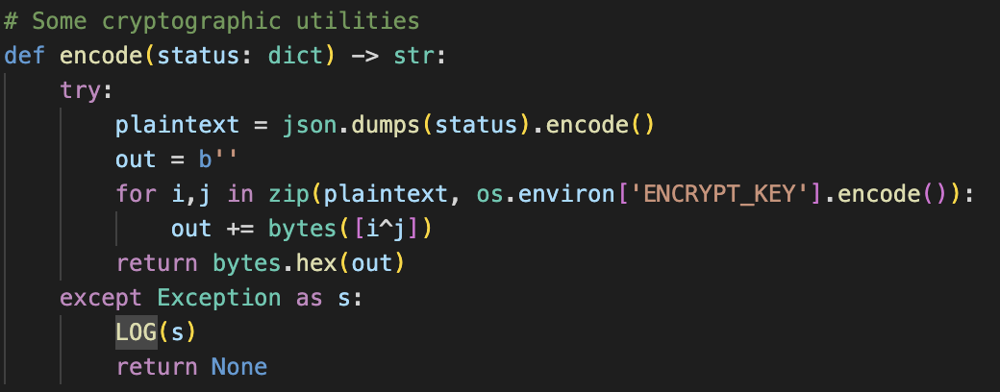 # Some cryptographic utilities
def encode(status: dict) -> str:
    try:
        plaintext = json.dumps(status).encode()
        out = b''
        for i,j in zip(plaintext, os.environ['ENCRYPT_KEY'].encode()):
            out += bytes([i^j])
        return bytes.hex(out)
    except Exception as s:
        LOG(s)
        return None